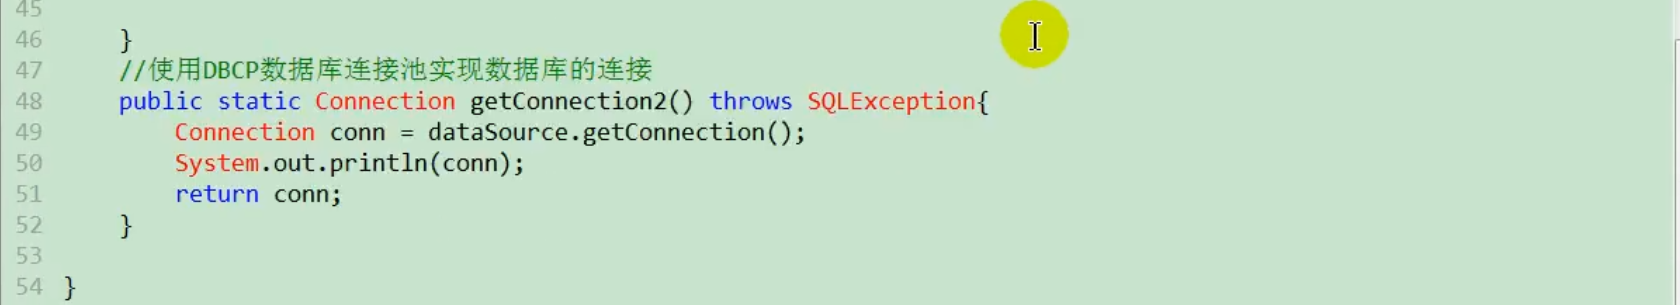 45
46 }
47 //使用DBCP数据库连接池实现数据库的连接
48 public static Connection getConnection2() throws SQLException{
49 Connection conn = dataSource.getConnection();
50 System.out.println(conn);
51 return conn;
52 }
53
54 }